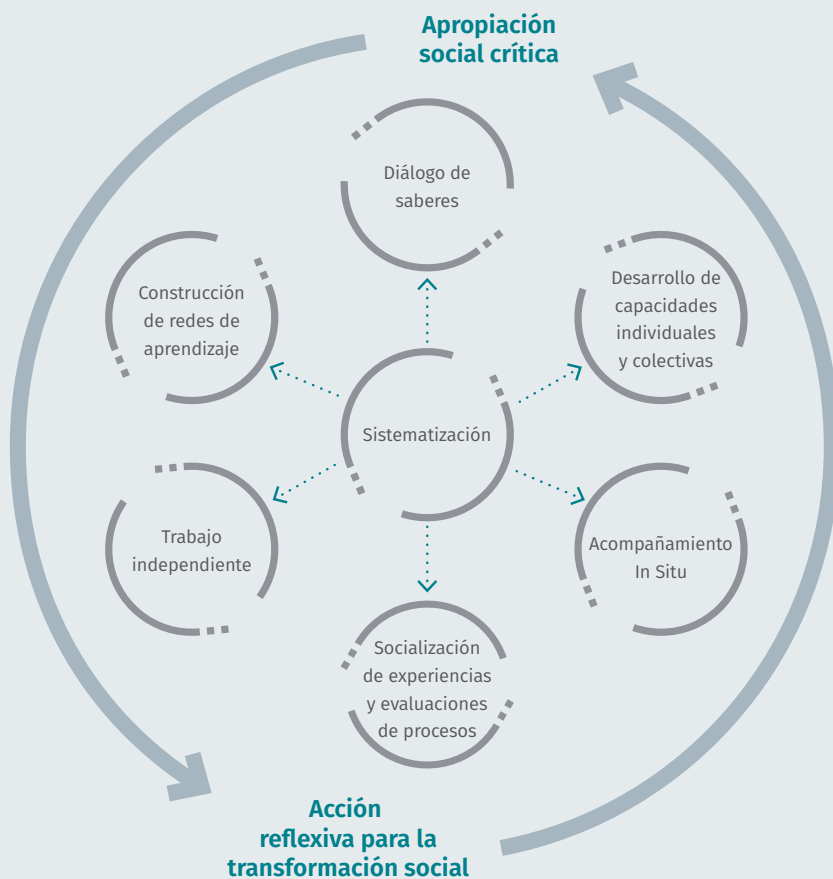 Apropiación
social crítica
Diálogo de
saberes
Construcción
de redes de
aprendizaje
Desarrollo de
capacidades
individuales
y colectivas
Sistematización
Trabajo
independiente
Acompañamiento
In Situ
Socialización
de experiencias
y evaluaciones
de procesos
Acción
reflexiva para la
transformación social